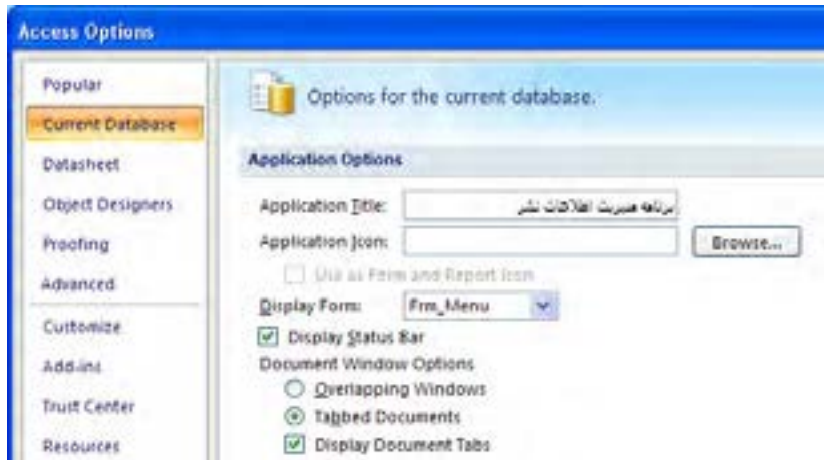 Access Options
Popular
Current Database
Datasheet
Object Designers
Proofing
Advanced
Customize
Add-ins
Trust Center
Resources
Options for the current database.
Application Options
Application Title: برنامه مدیریت اطلاعات نشر
Application Icon: Browse...
Use as Form and Report Icon
Display Form: Frm_Menu
Display Status Bar
Document Window Options
Overlapping Windows
Tabbed Documents
Display Document Tabs